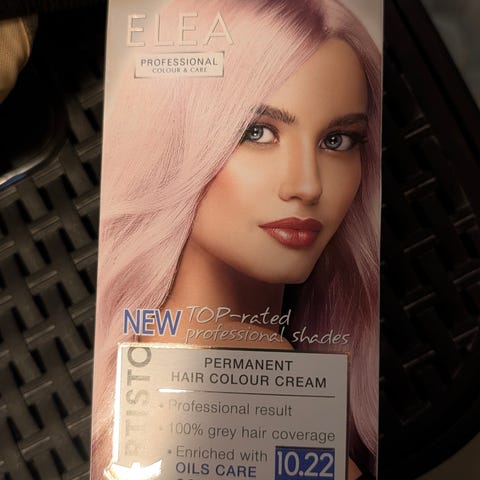 ELEA
PROFESSIONAL
COLOUR & CARE
NEW TOP-rated
professional shades
PERMANENT
HAIR COLOUR CREAM
• Professional result
• 100% grey hair coverage
• Enriched with
OILS CARE
10.22